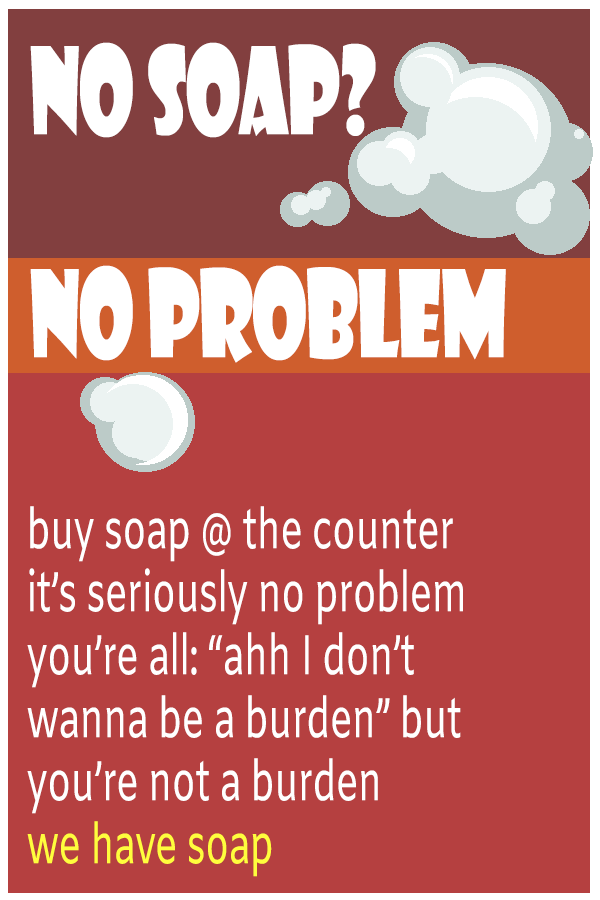 NO SOAP?
NO PROBLEM
buy soap @ the counter
it’s seriously no problem
you’re all: “ahh I don’t
wanna be a burden” but
you’re not a burden
we have soap